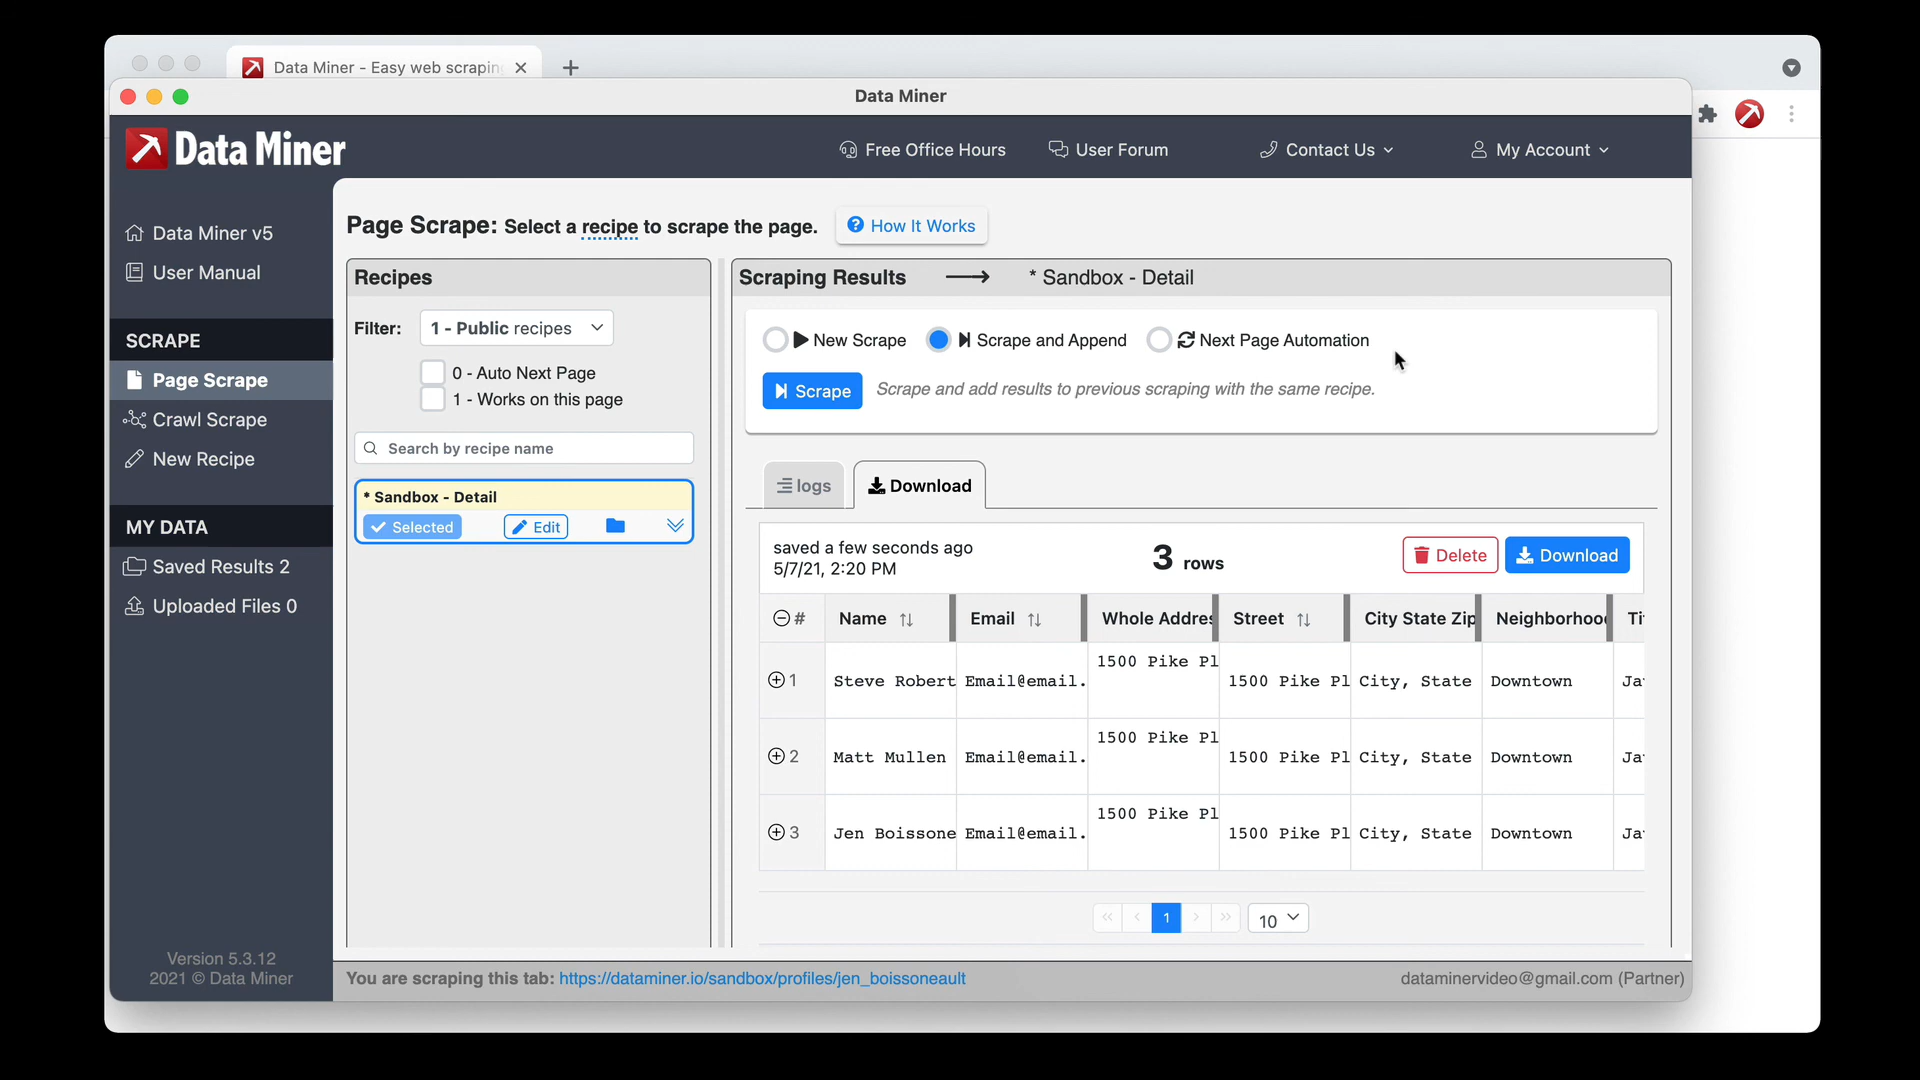 Data Miner - Easy web scraping
Data Miner
Data Miner
Free Office Hours
User Forum
Contact Us
My Account
Data Miner v5
User Manual
SCRAPE
Page Scrape
Crawl Scrape
New Recipe
MY DATA
Saved Results 2
Uploaded Files 0
Version 5.3.12
2021 © Data Miner
Page Scrape: Select a recipe to scrape the page.
How It Works
Recipes
Filter: 1 - Public recipes
0 - Auto Next Page
1 - Works on this page
Search by recipe name
* Sandbox - Detail
Selected
Edit
Scraping Results * Sandbox - Detail
New Scrape
Scrape and Append
Next Page Automation
Scrape
Scrape and add results to previous scraping with the same recipe.
logs
Download
saved a few seconds ago
5/7/21, 2:20 PM
3 rows
Delete
Download
# Name Email Whole Addres Street City State Zip Neighborhoo Ti
1 Steve Robert Email@email. 1500 Pike Pl 1500 Pike Pl City, State Downtown Ja
2 Matt Mullen Email@email. 1500 Pike Pl 1500 Pike Pl City, State Downtown Ja
3 Jen Boissone Email@email. 1500 Pike Pl 1500 Pike Pl City, State Downtown Ja
1
10
You are scraping this tab: https://dataminer.io/sandbox/profiles/jen_boissoneault
dataminervideo@gmail.com (Partner)